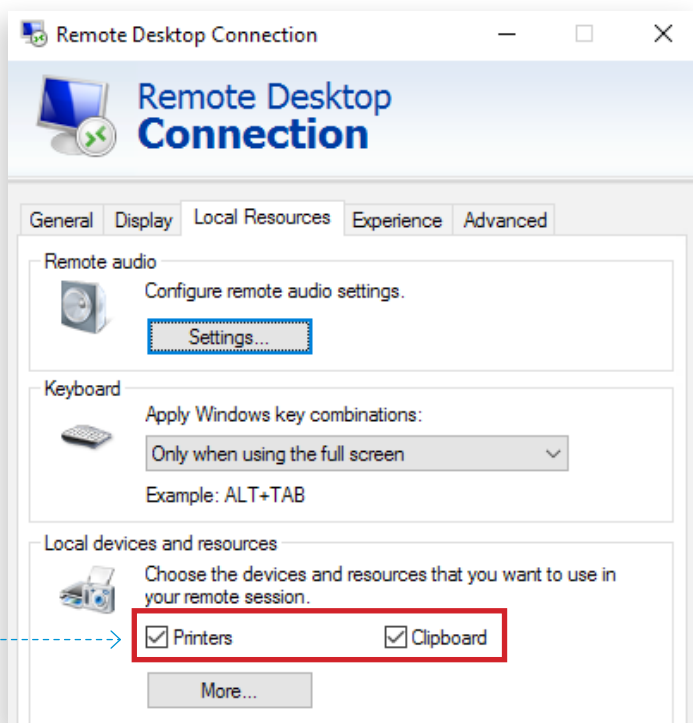 Remote Desktop Connection
Remote Desktop
Connection
General Display Local Resources Experience Advanced
Remote audio
Configure remote audio settings.
Settings...
Keyboard
Apply Windows key combinations:
Only when using the full screen
Example: ALT+TAB
Local devices and resources
Choose the devices and resources that you want to use in
your remote session.
Printers Clipboard
More...